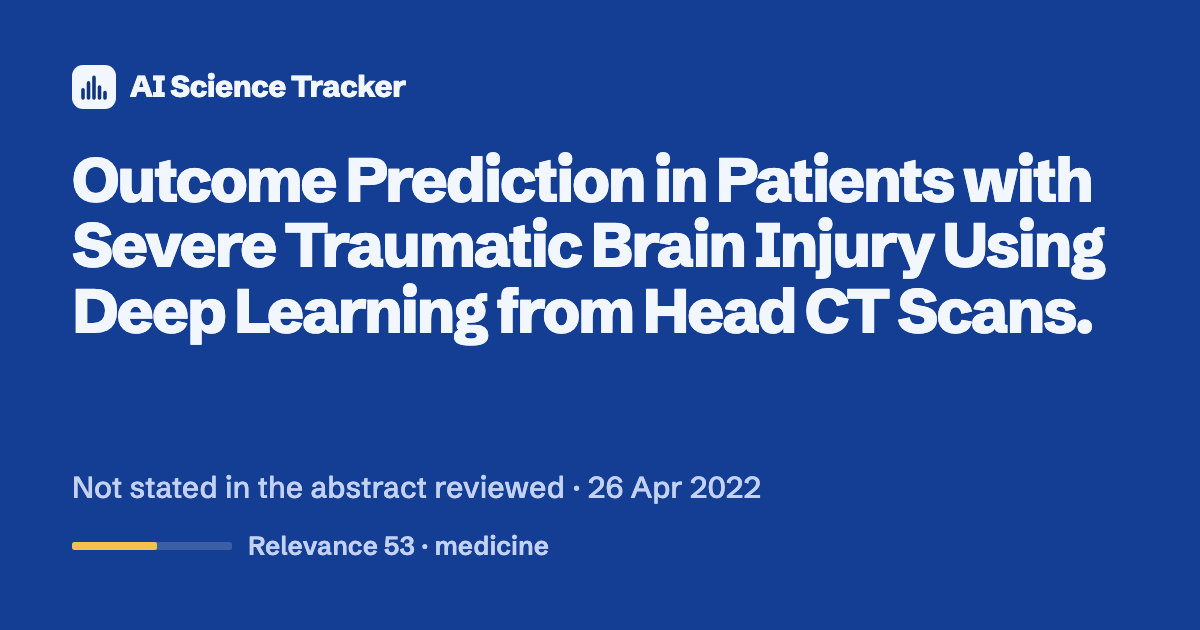 AI Science Tracker
Outcome Prediction in Patients with
Severe Traumatic Brain Injury Using
Deep Learning from Head CT Scans.
Not stated in the abstract reviewed · 26 Apr 2022
Relevance 53 · medicine